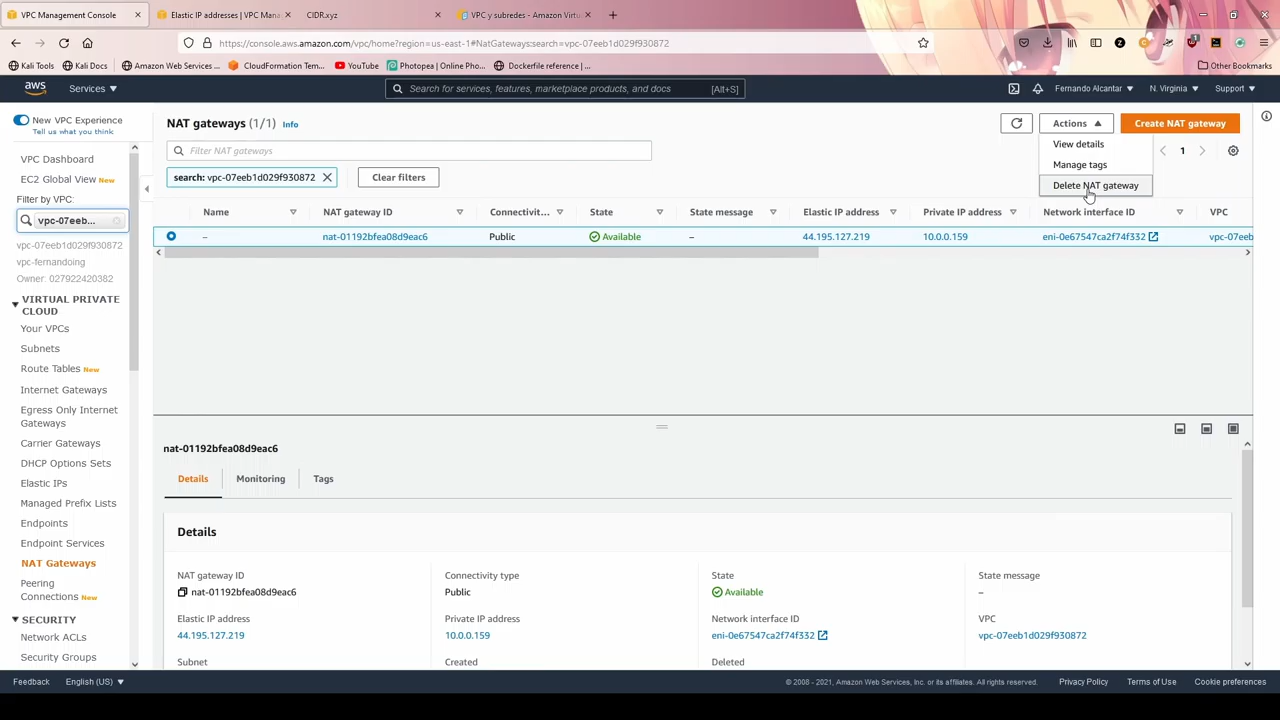 VPC Management Console
Elastic IP addresses | VPC Mana
CIDR.xyz
VPC y subredes - Amazon Virtu
https://console.aws.amazon.com/vpc/home?region=us-east-1#NatGateways:search=vpc-07eeb1d029f930872
Kali Tools
Kali Docs
Amazon Web Services ...
CloudFormation Tem...
YouTube
Photopea | Online Pho...
Dockerfile reference | ...
Other Bookmarks
aws
Services
Search for services, features, marketplace products, and docs
[Alt+S]
Fernando Alcantar
N. Virginia
Support
New VPC Experience
Tell us what you think
VPC Dashboard
EC2 Global View New
Filter by VPC:
vpc-07eeb...
vpc-07eeb1d029f930872
vpc-fernandoing
Owner: 027922420382
VIRTUAL PRIVATE
CLOUD
Your VPCs
Subnets
Route Tables New
Internet Gateways
Egress Only Internet
Gateways
Carrier Gateways
DHCP Options Sets
Elastic IPs
Managed Prefix Lists
Endpoints
Endpoint Services
NAT Gateways
Peering
Connections New
SECURITY
Network ACLs
Security Groups
NAT gateways (1/1) Info
Actions
Create NAT gateway
View details
Manage tags
Delete NAT gateway
Filter NAT gateways
1
search: vpc-07eeb1d029f930872
Clear filters
Name
NAT gateway ID
Connectivit...
State
State message
Elastic IP address
Private IP address
Network interface ID
VPC
–
nat-01192bfea08d9eac6
Public
Available
–
44.195.127.219
10.0.0.159
eni-0e67547ca2f74f332
vpc-07eeb
nat-01192bfea08d9eac6
Details
Monitoring
Tags
Details
NAT gateway ID
Connectivity type
State
State message
nat-01192bfea08d9eac6
Public
Available
–
Elastic IP address
Private IP address
Network interface ID
VPC
44.195.127.219
10.0.0.159
eni-0e67547ca2f74f332
vpc-07eeb1d029f930872
Subnet
Created
Deleted
Feedback
English (US)
© 2008 - 2021, Amazon Web Services, Inc. or its affiliates. All rights reserved.
Privacy Policy
Terms of Use
Cookie preferences